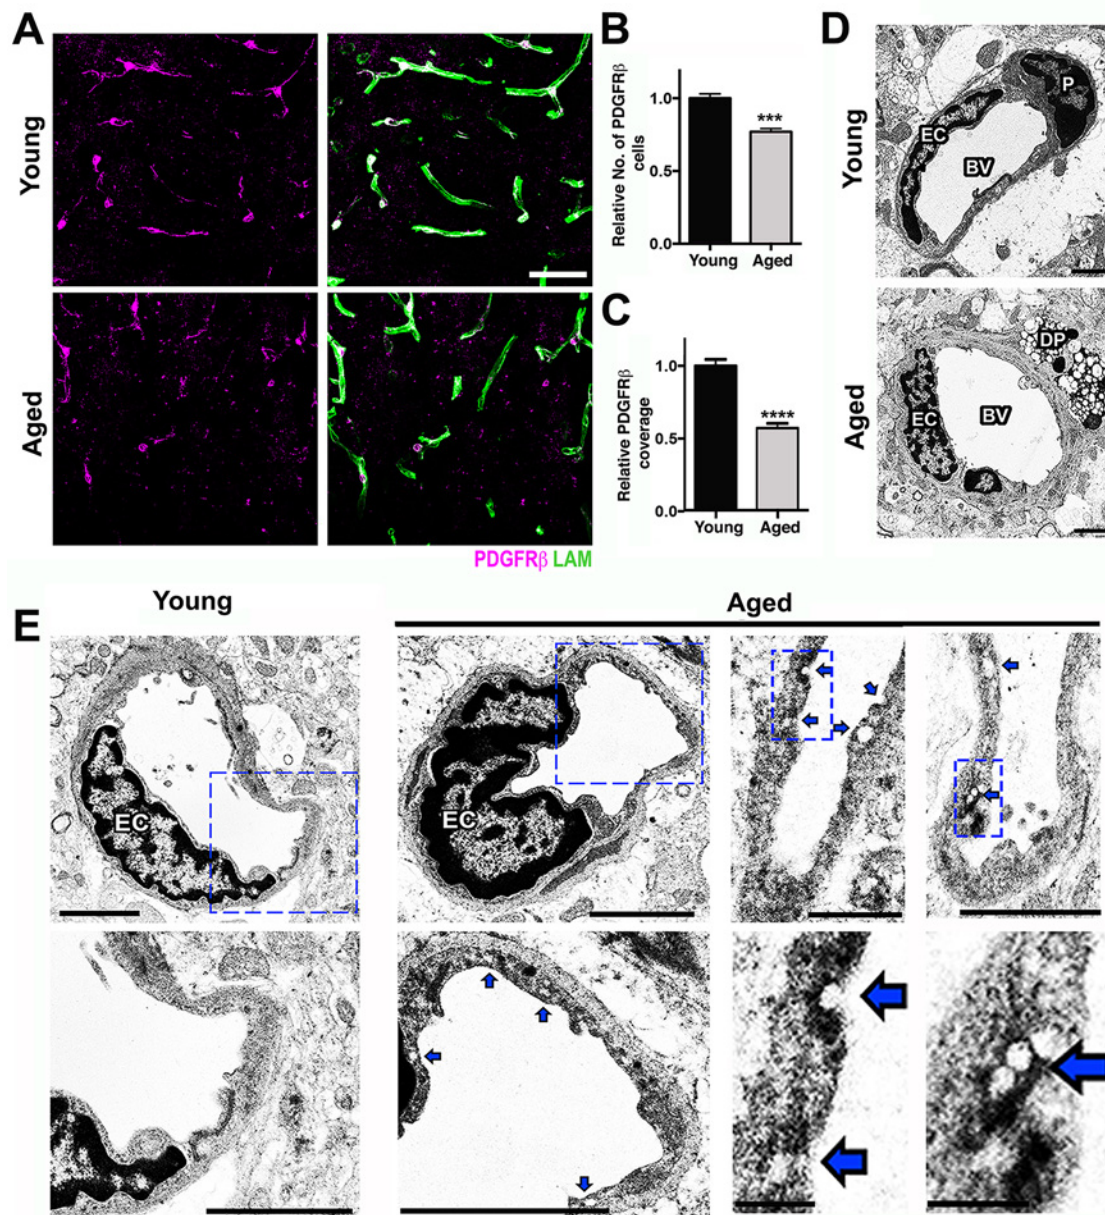 A
Young
Aged
PDGFRβ LAM
B
Relative No. of PDGFRβ
cells
1.0
0.5
0.0
***
Young Aged
C
Relative PDGFRβ
coverage
1.0
0.5
0.0
****
Young Aged
D
Young
P
EC
BV
Aged
DP
EC
BV
E
Young
Aged
EC
EC